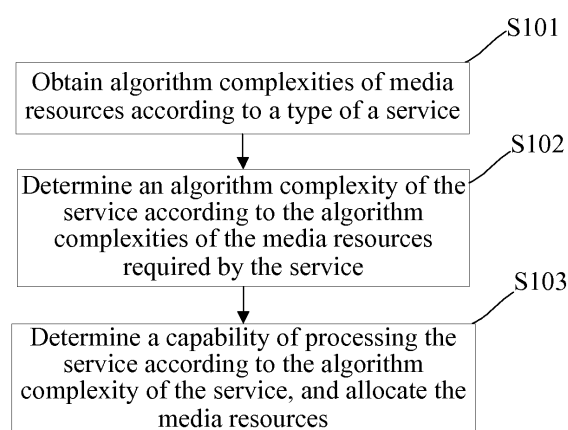 S101
Obtain algorithm complexities of media
resources according to a type of a service
S102
Determine an algorithm complexity of the
service according to the algorithm
complexities of the media resources
required by the service
S103
Determine a capability of processing the
service according to the algorithm
complexity of the service, and allocate the
media resources